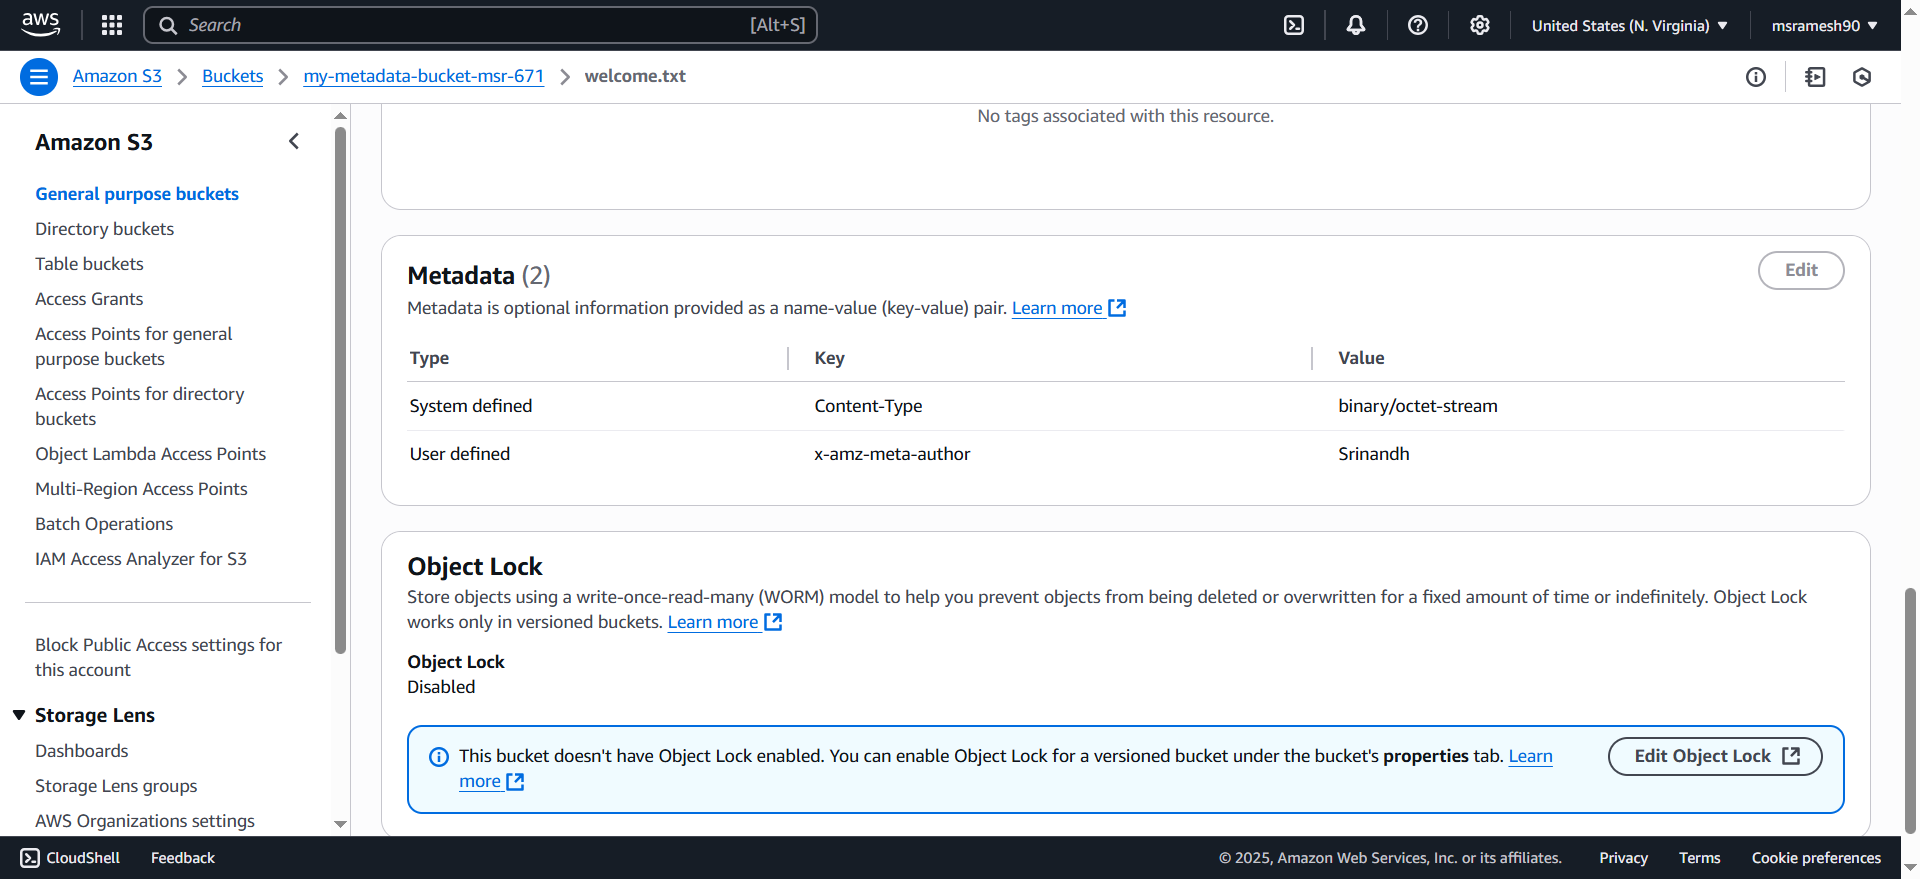 aws
Search
[Alt+S]
United States (N. Virginia)
msramesh90
Amazon S3
Buckets
my-metadata-bucket-msr-671
welcome.txt
Amazon S3
General purpose buckets
Directory buckets
Table buckets
Access Grants
Access Points for general
purpose buckets
Access Points for directory
buckets
Object Lambda Access Points
Multi-Region Access Points
Batch Operations
IAM Access Analyzer for S3
Block Public Access settings for
this account
Storage Lens
Dashboards
Storage Lens groups
AWS Organizations settings
No tags associated with this resource.
Metadata (2)
Edit
Metadata is optional information provided as a name-value (key-value) pair. Learn more
Type Key Value
System defined Content-Type binary/octet-stream
User defined x-amz-meta-author Srinandh
Object Lock
Store objects using a write-once-read-many (WORM) model to help you prevent objects from being deleted or overwritten for a fixed amount of time or indefinitely. Object Lock
works only in versioned buckets. Learn more
Object Lock
Disabled
This bucket doesn't have Object Lock enabled. You can enable Object Lock for a versioned bucket under the bucket's properties tab. Learn
more
Edit Object Lock
CloudShell
Feedback
© 2025, Amazon Web Services, Inc. or its affiliates.
Privacy
Terms
Cookie preferences